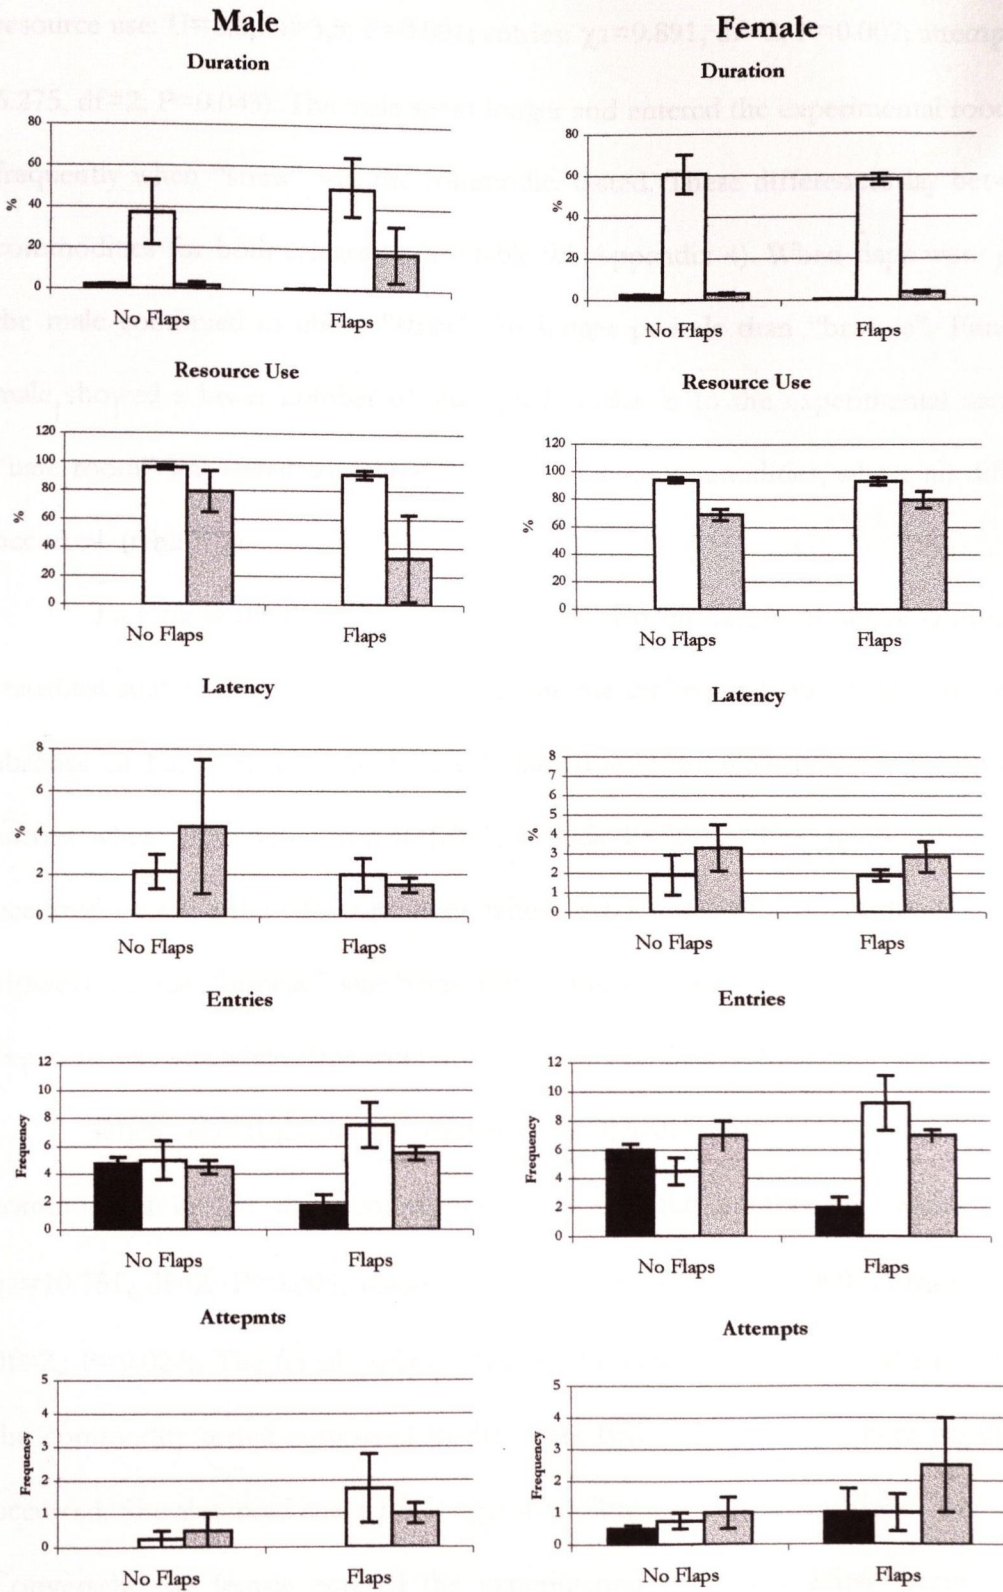 Male
Female
Duration
Duration
80
60
40
20
0
%
No Flaps
Flaps
80
60
40
20
0
%
No Flaps
Flaps
Resource Use
Resource Use
120
100
80
60
40
20
0
%
No Flaps
Flaps
120
100
80
60
40
20
0
%
No Flaps
Flaps
Latency
Latency
8
6
4
2
0
%
No Flaps
Flaps
8
7
6
5
4
3
2
1
0
%
No Flaps
Flaps
Entries
Entries
12
10
8
6
4
2
0
Frequency
No Flaps
Flaps
12
10
8
6
4
2
0
Frequency
No Flaps
Flaps
Attepmts
Attempts
5
4
3
2
1
0
Frequency
No Flaps
Flaps
5
4
3
2
1
0
Frequency
No Flaps
Flaps